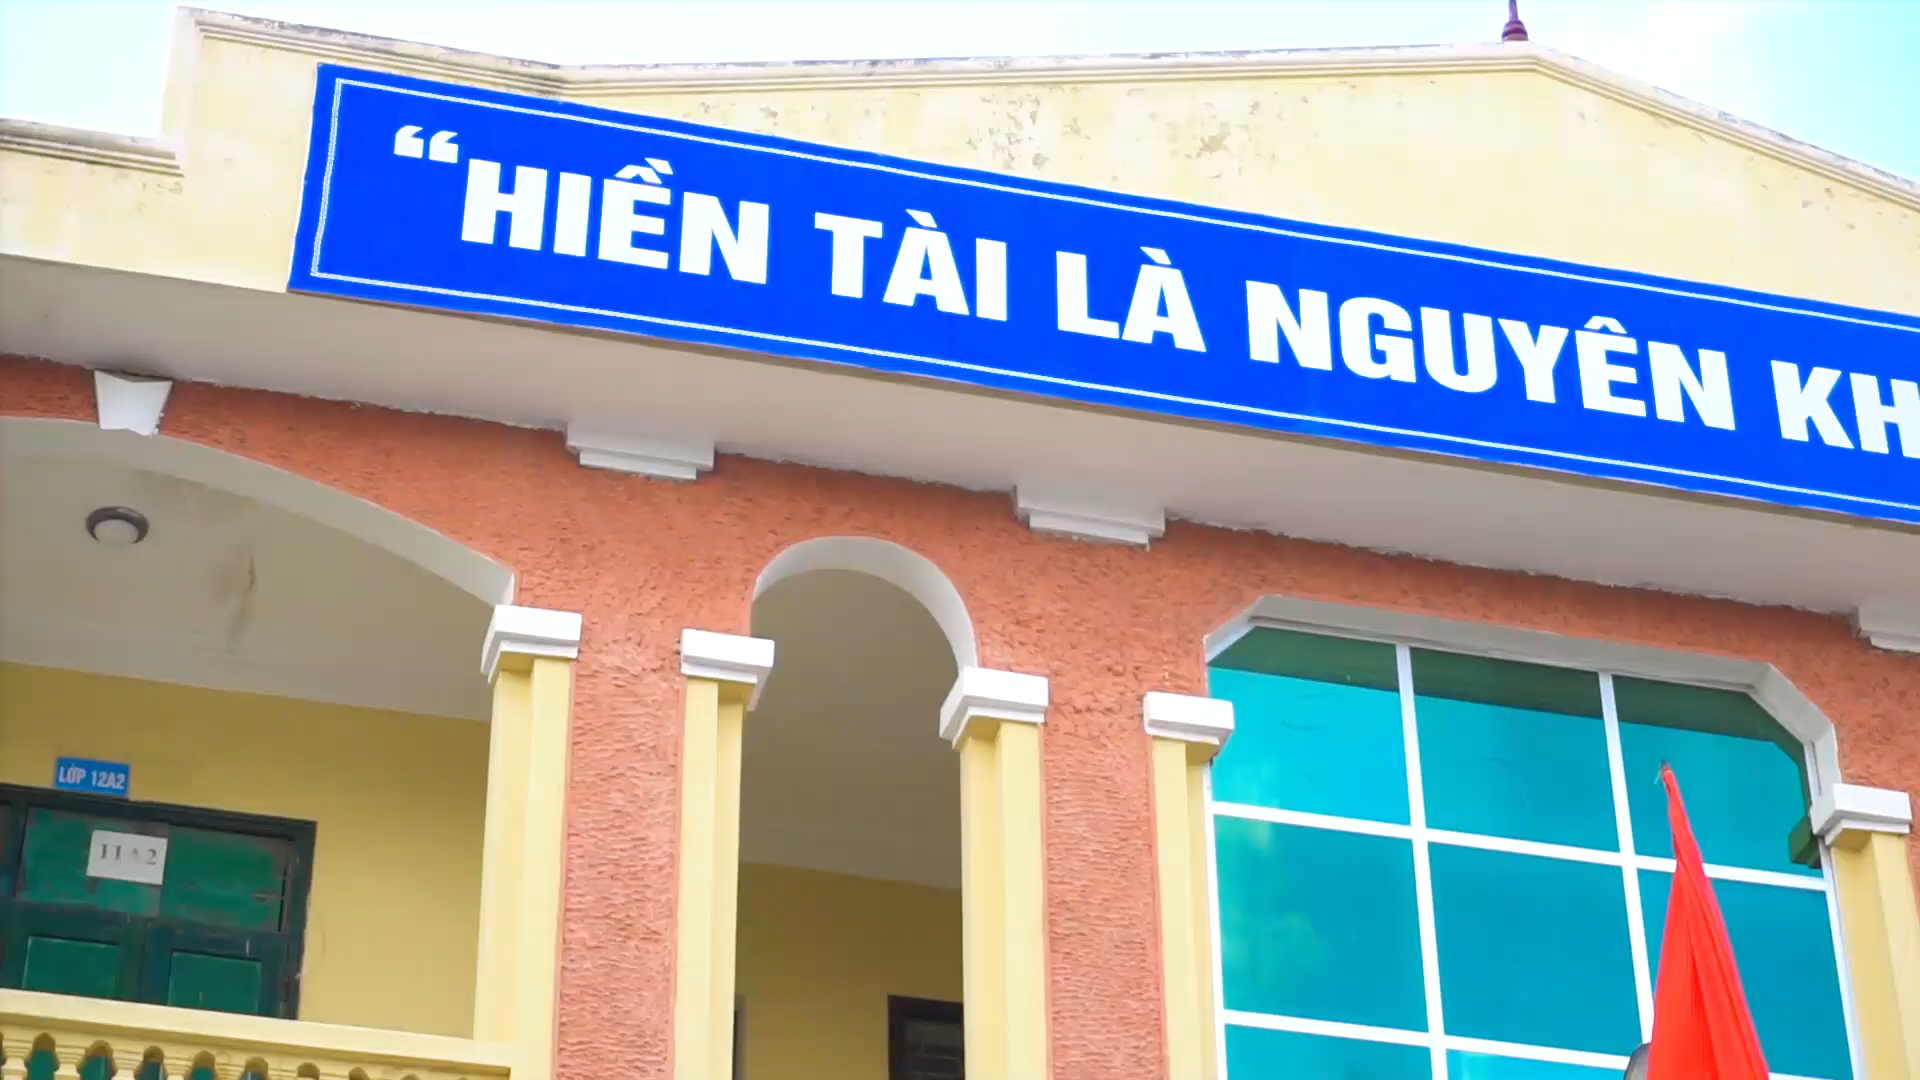 “HIỀN TÀI LÀ NGUYÊN KH
LỚP 12A2
11A2